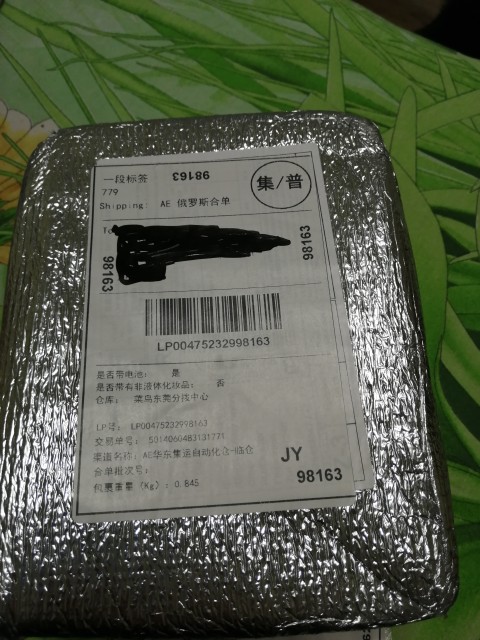 一段标签
98163
集/普
779
Shipping: AE 俄罗斯合单
To
98163
98163
LP00475232998163
是否带电池: 是
是否带有非液体化妆品: 否
仓库: 菜鸟东莞分拨中心
LP号: LP00475232998163
交易单号: 5014060483131771
渠道名称: AE华东集运自动化仓-临仓
JY
合单批次号:
98163
包裹重量(Kg): 0.845